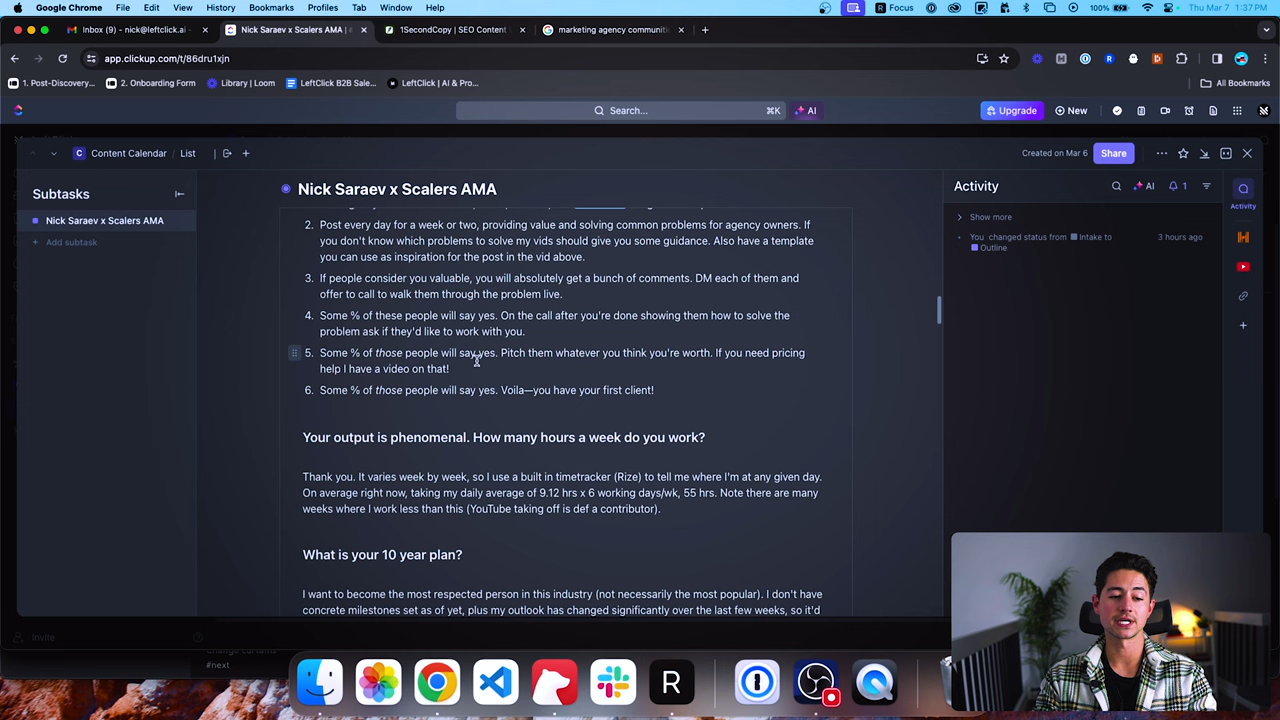 Google Chrome File Edit View History Bookmarks Profiles Tab Window Help Focus 100% Thu Mar 7 1:37 PM
Inbox (9) - nick@leftclick.ai - Nick Saraev x Scalers AMA | 1SecondCopy | SEO Content marketing agency communiti
app.clickup.com/t/86dru1xjn
1. Post-Discovery... 2. Onboarding Form Library | Loom LeftClick B2B Sale... LeftClick | AI & Pro... All Bookmarks
Search... ⌘K AI Upgrade New
C Content Calendar / List Created on Mar 6 Share
Subtasks
Nick Saraev x Scalers AMA
Add subtask
Nick Saraev x Scalers AMA
2. Post every day for a week or two, providing value and solving common problems for agency owners. If
you don't know which problems to solve my vids should give you some guidance. Also have a template
you can use as inspiration for the post in the vid above.
3. If people consider you valuable, you will absolutely get a bunch of comments. DM each of them and
offer to call to walk them through the problem live.
4. Some % of these people will say yes. On the call after you're done showing them how to solve the
problem ask if they'd like to work with you.
5. Some % of those people will say yes. Pitch them whatever you think you're worth. If you need pricing
help I have a video on that!
6. Some % of those people will say yes. Voila—you have your first client!
Your output is phenomenal. How many hours a week do you work?
Thank you. It varies week by week, so I use a built in timetracker (Rize) to tell me where I'm at any given day.
On average right now, taking my daily average of 9.12 hrs x 6 working days/wk, 55 hrs. Note there are many
weeks where I work less than this (YouTube taking off is def a contributor).
What is your 10 year plan?
I want to become the most respected person in this industry (not necessarily the most popular). I don't have
concrete milestones set as of yet, plus my outlook has changed significantly over the last few weeks, so it'd
Activity AI 1
Show more
You changed status from Intake to 3 hours ago
Outline
Activity
Invite
Change curtains
#next
R